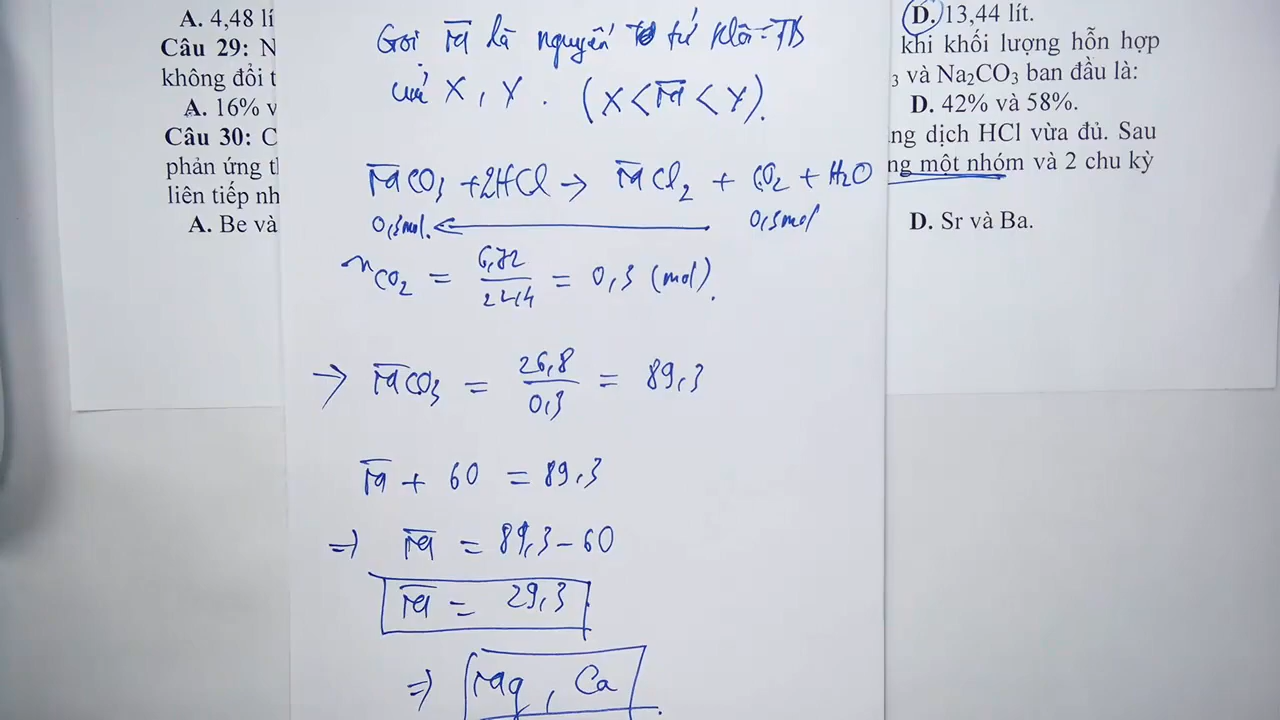 A. 4,48 lí
D. 13,44 lít.
Câu 29: N
khi khối lượng hỗn hợp
không đổi t
3 và Na₂CO₃ ban đầu là:
A. 16% v
D. 42% và 58%.
Câu 30: C
ng dịch HCl vừa đủ. Sau
phản ứng t
ng một nhóm và 2 chu kỳ
liên tiếp nh
A. Be và
D. Sr và Ba.
Gọi M̅ là nguyên tử khối TB
của X, Y. (X < M̅ < Y).
M̅CO₃ + 2HCl → M̅Cl₂ + CO₂ + H₂O
0,3mol. ← 0,3mol
nCO₂ = 6,72/22,4 = 0,3 (mol).
→ M̅CO₃ = 26,8/0,3 = 89,3
M̅ + 60 = 89,3
⇒ M̅ = 89,3 - 60
M̅ = 29,3
⇒ Mg, Ca.